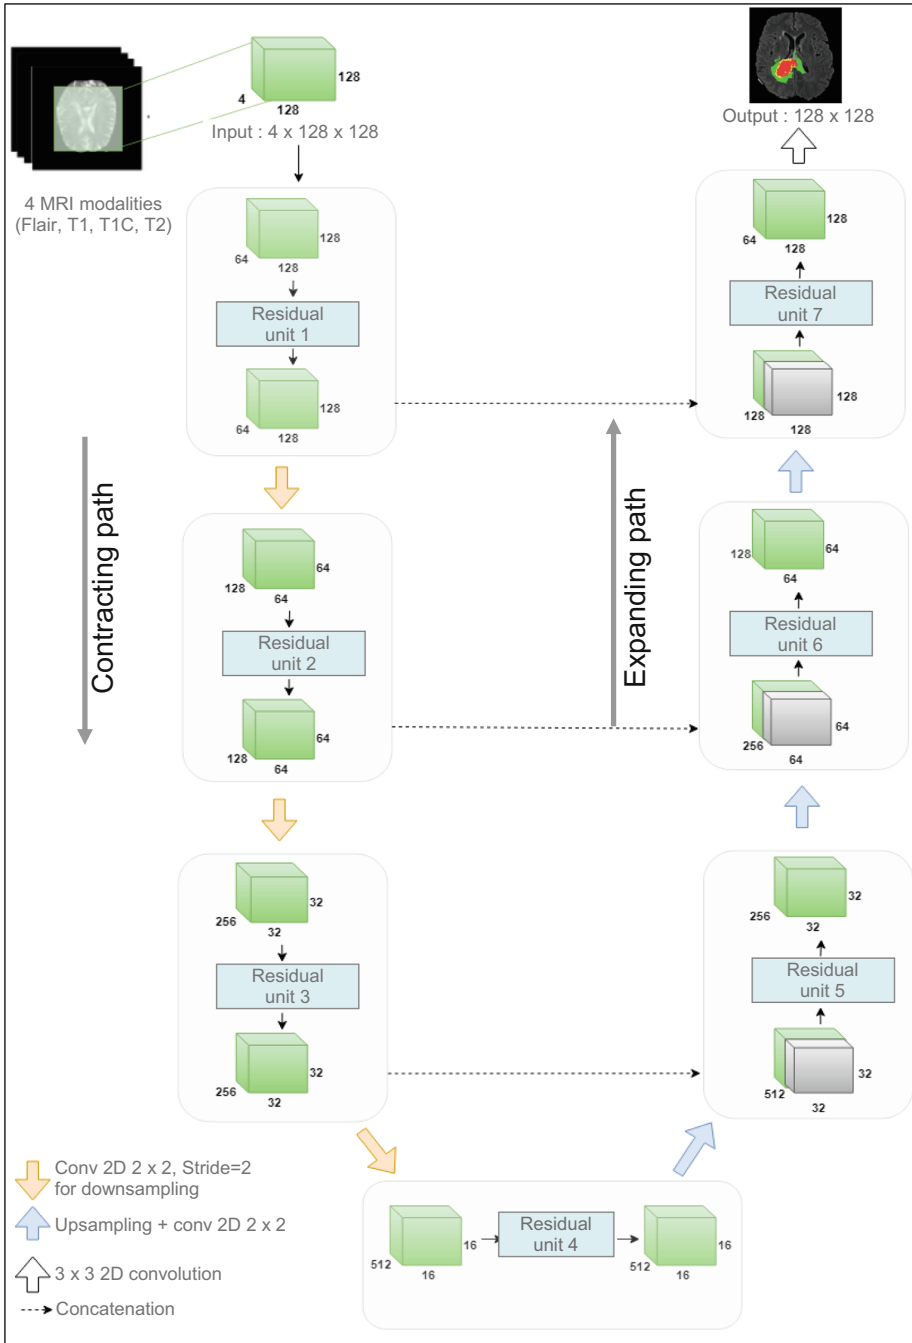 4
128
128
Input : 4 x 128 x 128
4 MRI modalities
(Flair, T1, T1C, T2)
64
128
128
Residual
unit 1
64
128
128
Contracting path
128
64
64
Residual
unit 2
128
64
64
256
32
32
Residual
unit 3
256
32
32
512
16
16
Residual
unit 4
512
16
16
Output : 128 x 128
64
128
128
Residual
unit 7
128
128
128
Expanding path
128
64
64
Residual
unit 6
256
64
64
256
32
32
Residual
unit 5
512
32
32
Conv 2D 2 x 2, Stride=2
for downsampling
Upsampling + conv 2D 2 x 2
3 x 3 2D convolution
Concatenation